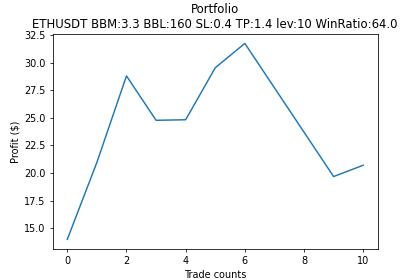 Portfolio
ETHUSDT BBM:3.3 BBL:160 SL:0.4 TP:1.4 lev:10 WinRatio:64.0
32.5
30.0
27.5
25.0
22.5
20.0
17.5
15.0
Profit ($)
0 2 4 6 8 10
Trade counts